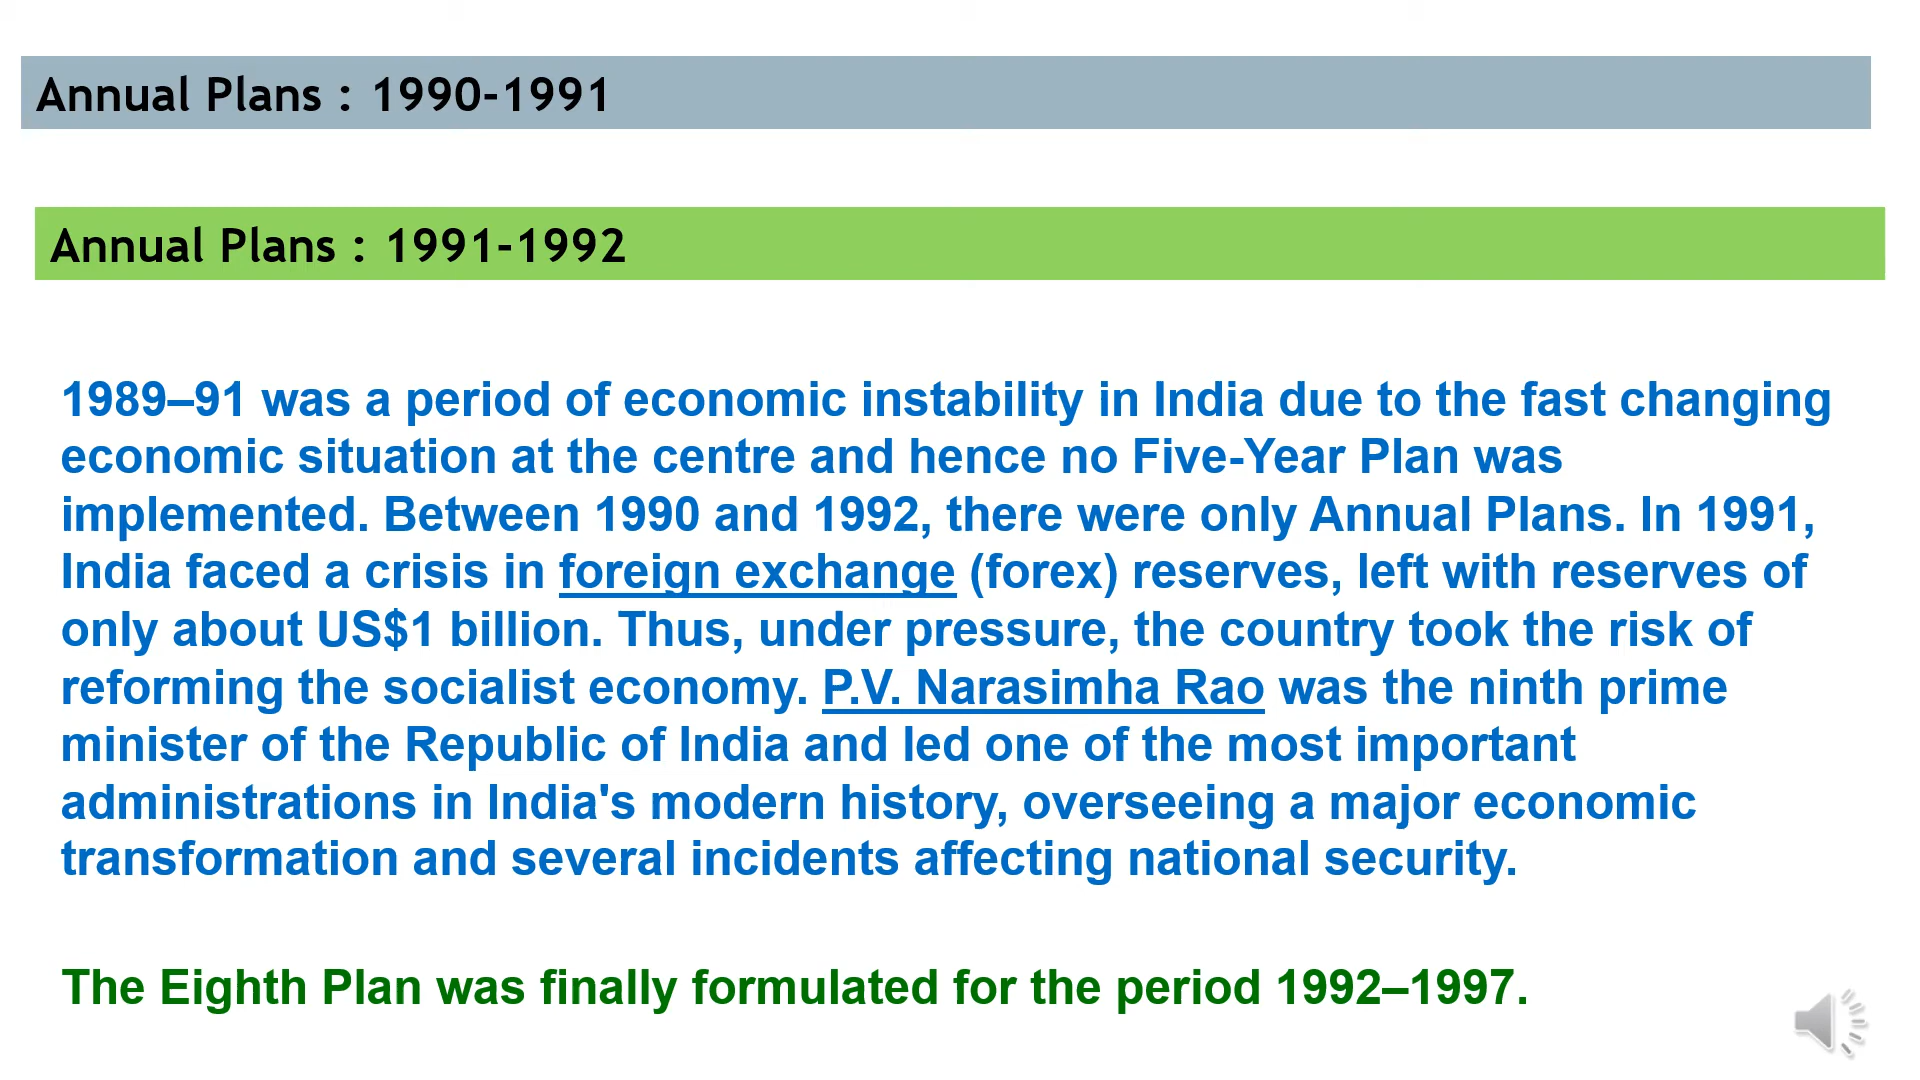 Annual Plans : 1990-1991
Annual Plans : 1991-1992
1989–91 was a period of economic instability in India due to the fast changing
economic situation at the centre and hence no Five-Year Plan was
implemented. Between 1990 and 1992, there were only Annual Plans. In 1991,
India faced a crisis in foreign exchange (forex) reserves, left with reserves of
only about US$1 billion. Thus, under pressure, the country took the risk of
reforming the socialist economy. P.V. Narasimha Rao was the ninth prime
minister of the Republic of India and led one of the most important
administrations in India's modern history, overseeing a major economic
transformation and several incidents affecting national security.
The Eighth Plan was finally formulated for the period 1992–1997.